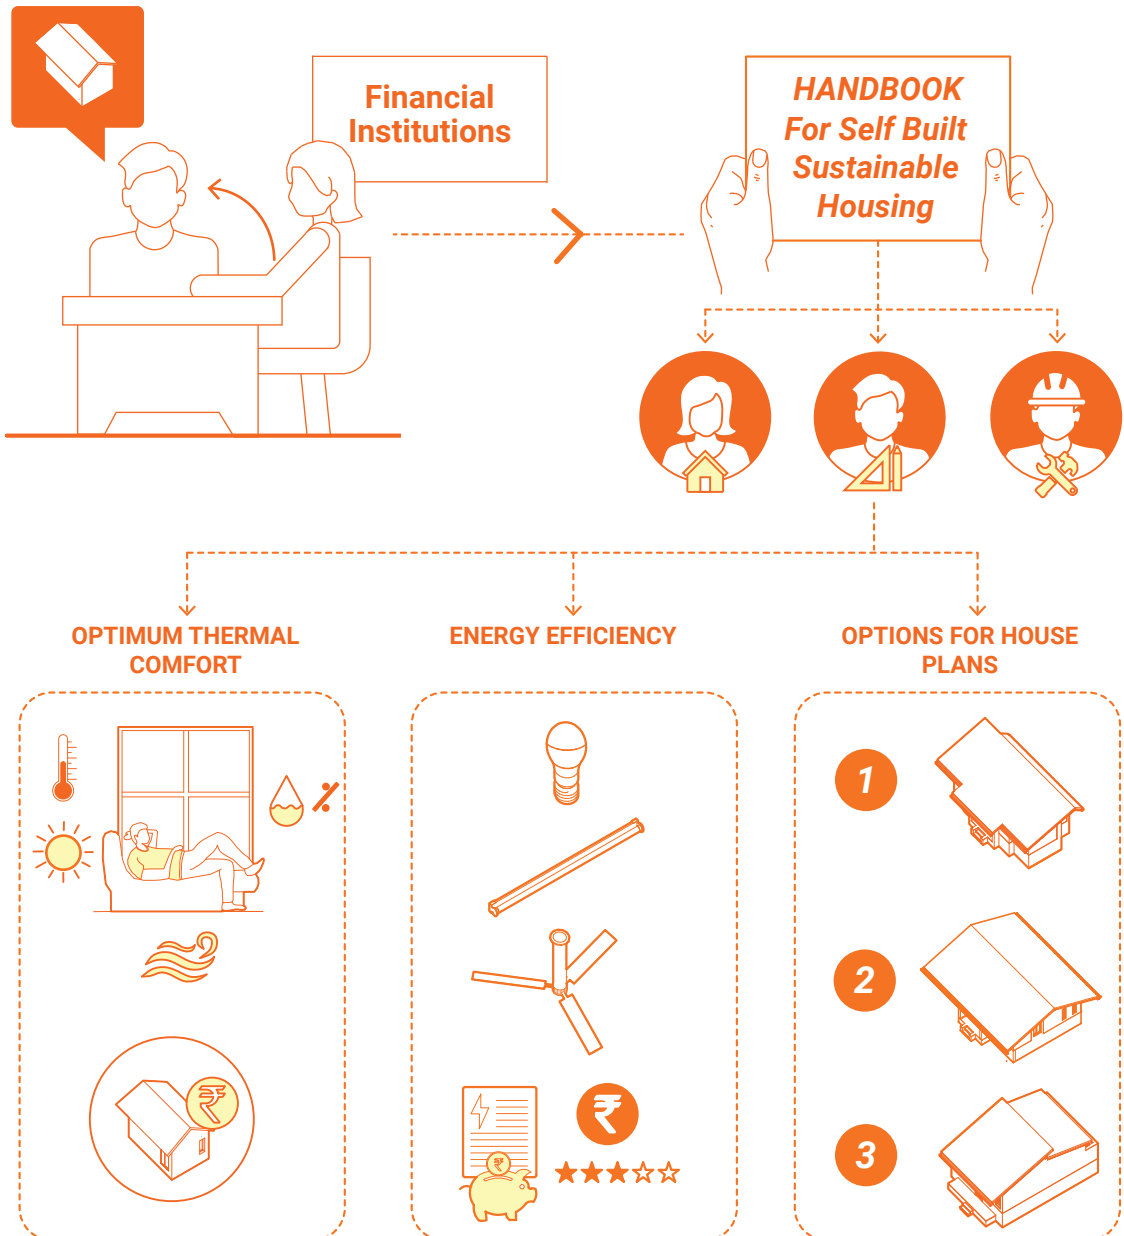 Financial
Institutions
HANDBOOK
For Self Built
Sustainable
Housing
OPTIMUM THERMAL
COMFORT
ENERGY EFFICIENCY
OPTIONS FOR HOUSE
PLANS
1
2
3
₹
₹
₹